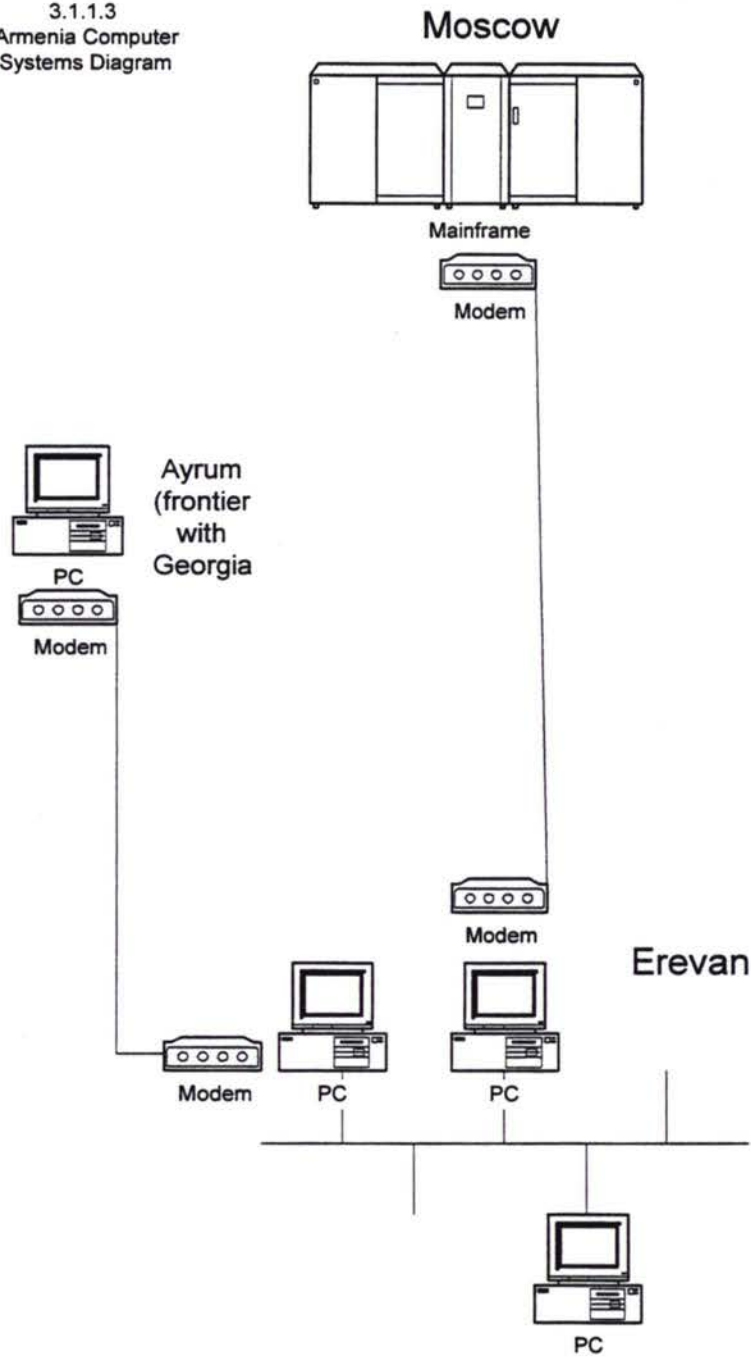 3.1.1.3
Armenia Computer
Systems Diagram
Moscow
Mainframe
Modem
Ayrum
(frontier
with
Georgia
PC
Modem
Modem
Erevan
Modem
PC
PC
PC